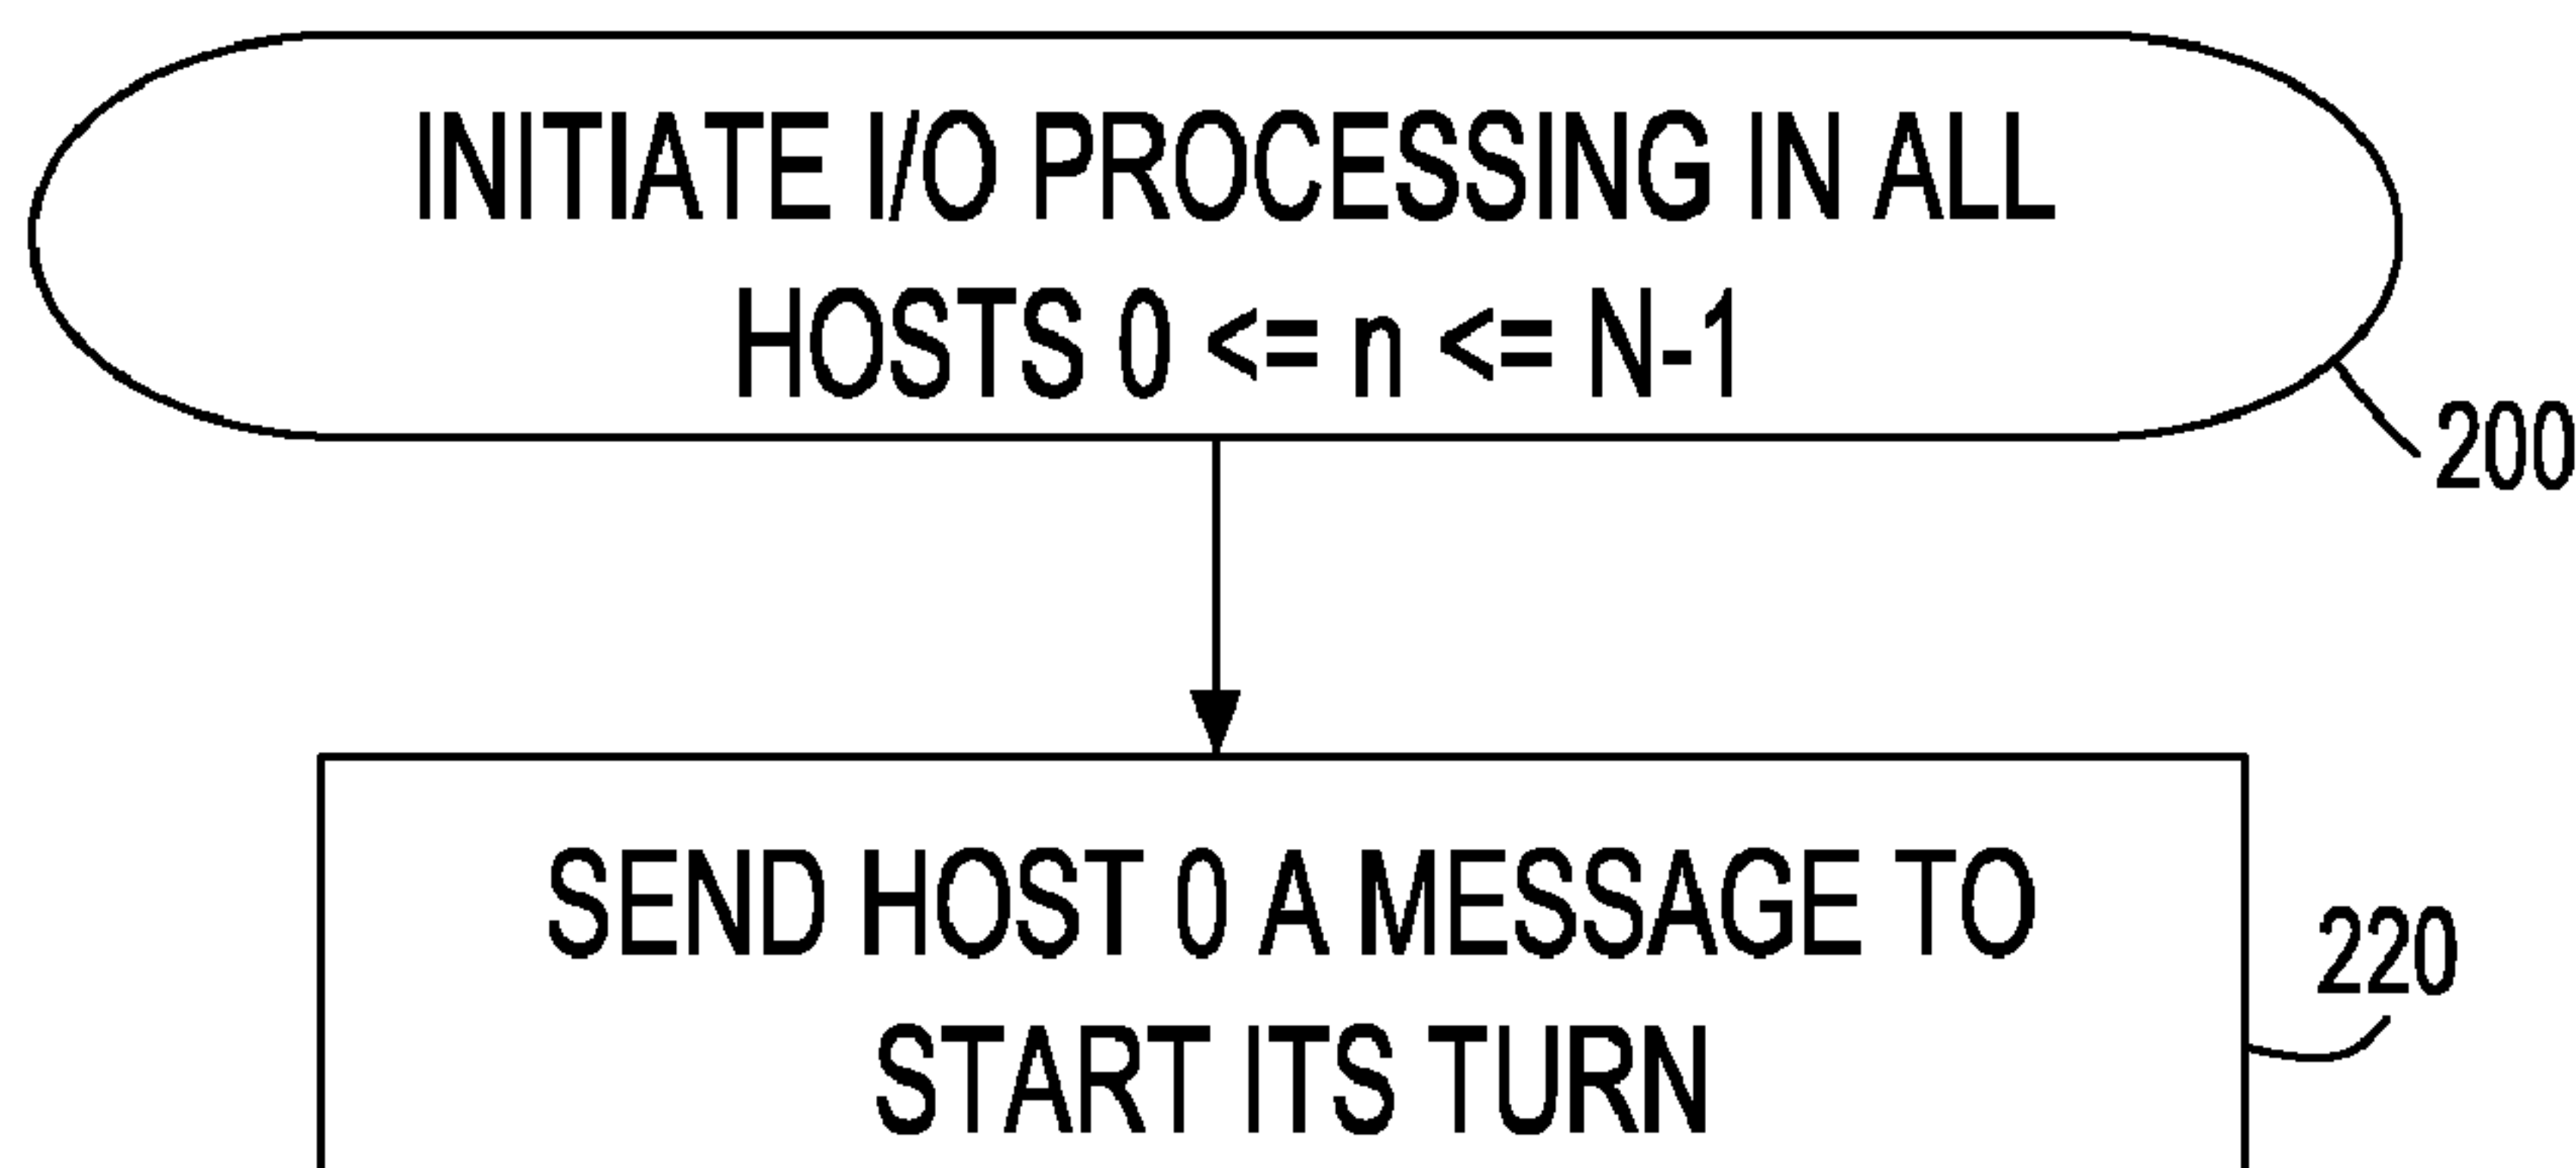 INITIATE I/O PROCESSING IN ALL
HOSTS 0 <= n <= N-1
200
SEND HOST 0 A MESSAGE TO
START ITS TURN
220